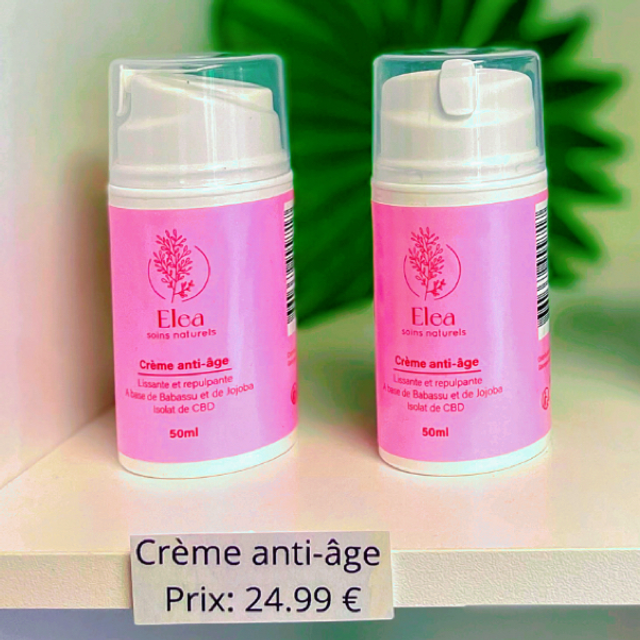 Elea
soins naturels
Crème anti-âge
Lissante et repulpante
A base de Babassu et de Jojoba
Isolat de CBD
50ml
Elea
soins naturels
Crème anti-âge
Lissante et repulpante
A base de Babassu et de Jojoba
Isolat de CBD
50ml
Crème anti-âge
Prix: 24.99 €